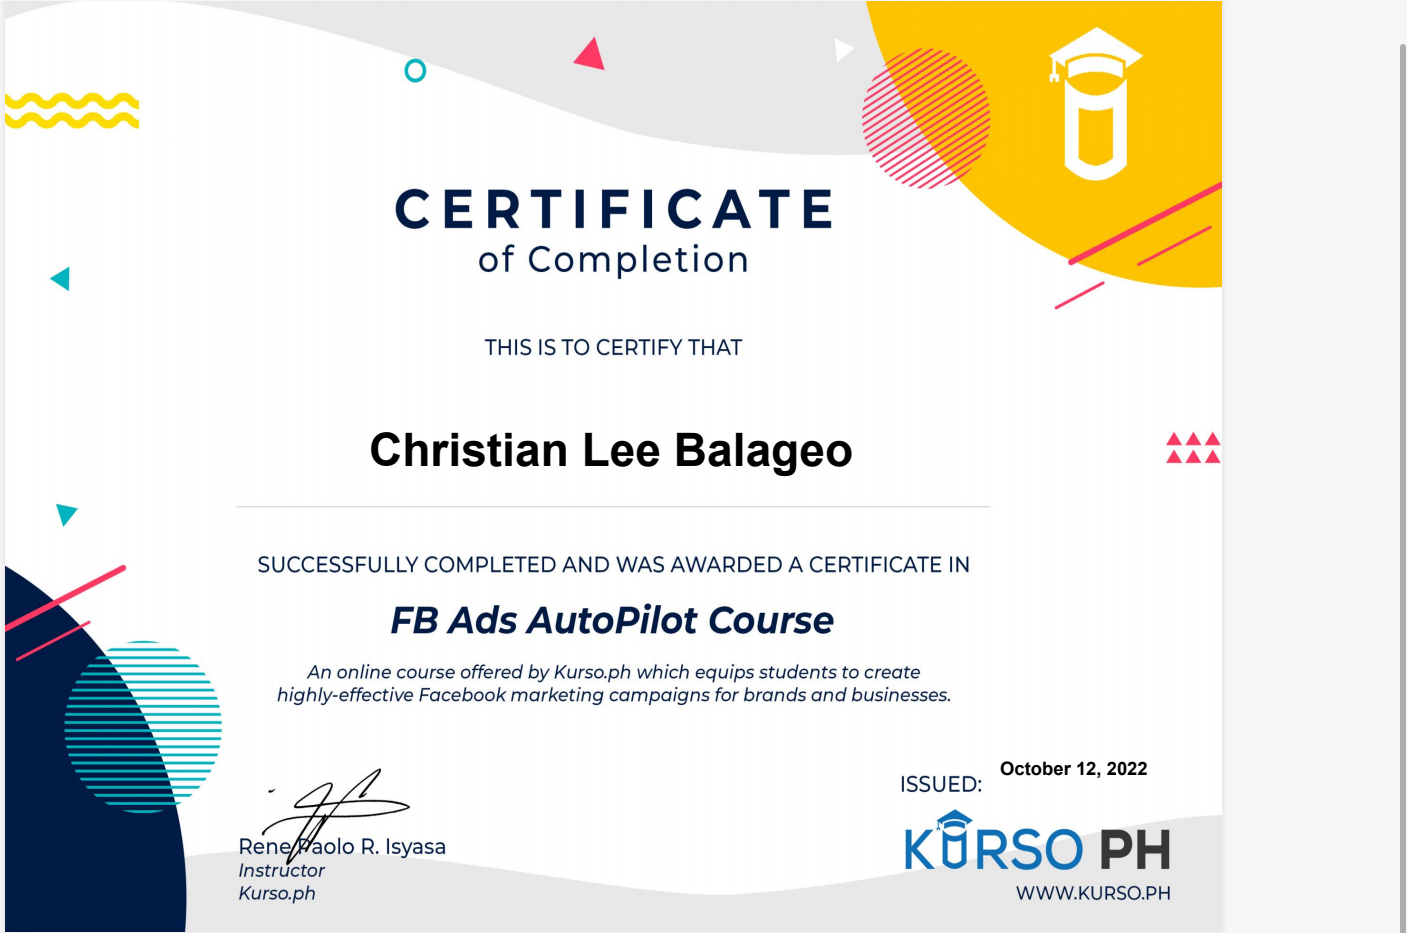 CERTIFICATE
of Completion
THIS IS TO CERTIFY THAT
Christian Lee Balageo
SUCCESSFULLY COMPLETED AND WAS AWARDED A CERTIFICATE IN
FB Ads AutoPilot Course
An online course offered by Kurso.ph which equips students to create
highly-effective Facebook marketing campaigns for brands and businesses.
Rene Paolo R. Isyasa
Instructor
Kurso.ph
October 12, 2022
ISSUED:
KURSO PH
WWW.KURSO.PH